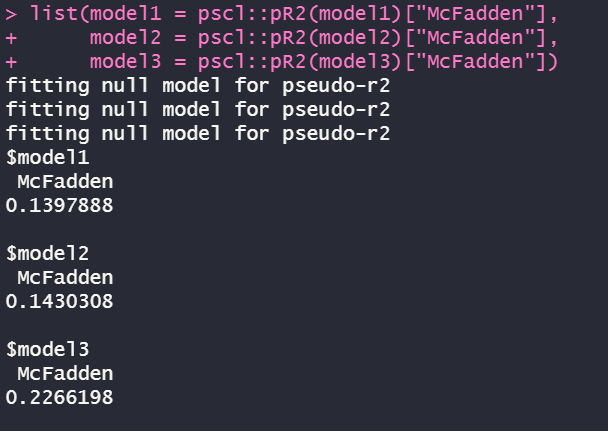 > list(model1 = pscl::pR2(model1)["McFadden"],
+      model2 = pscl::pR2(model2)["McFadden"],
+      model3 = pscl::pR2(model3)["McFadden"])
fitting null model for pseudo-r2
fitting null model for pseudo-r2
fitting null model for pseudo-r2
$model1
 McFadden
0.1397888

$model2
 McFadden
0.1430308

$model3
 McFadden
0.2266198